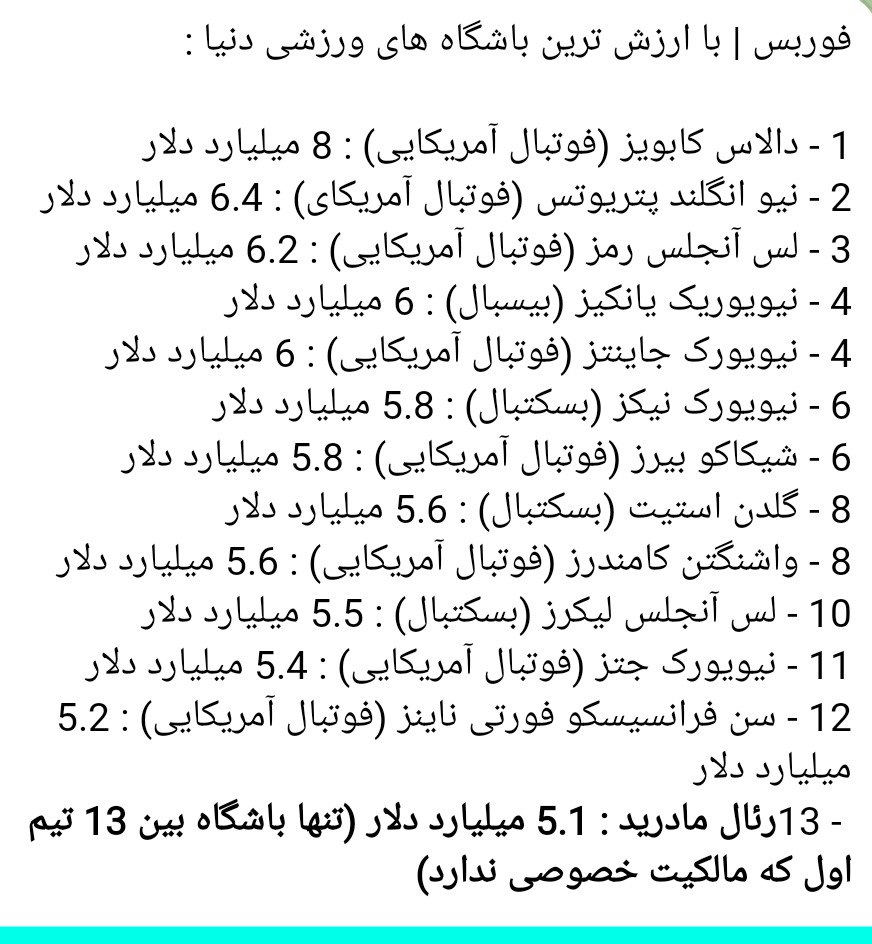 فوربس | با ارزش ترین باشگاه های ورزشی دنیا :
1 - دالاس کابویز (فوتبال آمریکایی) : 8 میلیارد دلار
2 - نیو انگلند پتریوتس (فوتبال آمریکای) : 6.4 میلیارد دلار
3 - لس آنجلس رمز (فوتبال آمریکایی) : 6.2 میلیارد دلار
4 - نیویوریک یانکیز (بیسبال) : 6 میلیارد دلار
4 - نیویورک جاینتز (فوتبال آمریکایی) : 6 میلیارد دلار
6 - نیویورک نیکز (بسکتبال) : 5.8 میلیارد دلار
6 - شیکاکو بیرز (فوتبال آمریکایی) : 5.8 میلیارد دلار
8 - گلدن استیت (بسکتبال) : 5.6 میلیارد دلار
8 - واشنگتن کامندرز (فوتبال آمریکایی) : 5.6 میلیارد دلار
10 - لس آنجلس لیکرز (بسکتبال) : 5.5 میلیارد دلار
11 - نیویورک جتز (فوتبال آمریکایی) : 5.4 میلیارد دلار
12 - سن فرانسیسکو فورتی ناینز (فوتبال آمریکایی) : 5.2
میلیارد دلار
- 13رئال مادرید : 5.1 میلیارد دلار (تنها باشگاه بین 13 تیم
اول که مالکیت خصوصی ندارد)